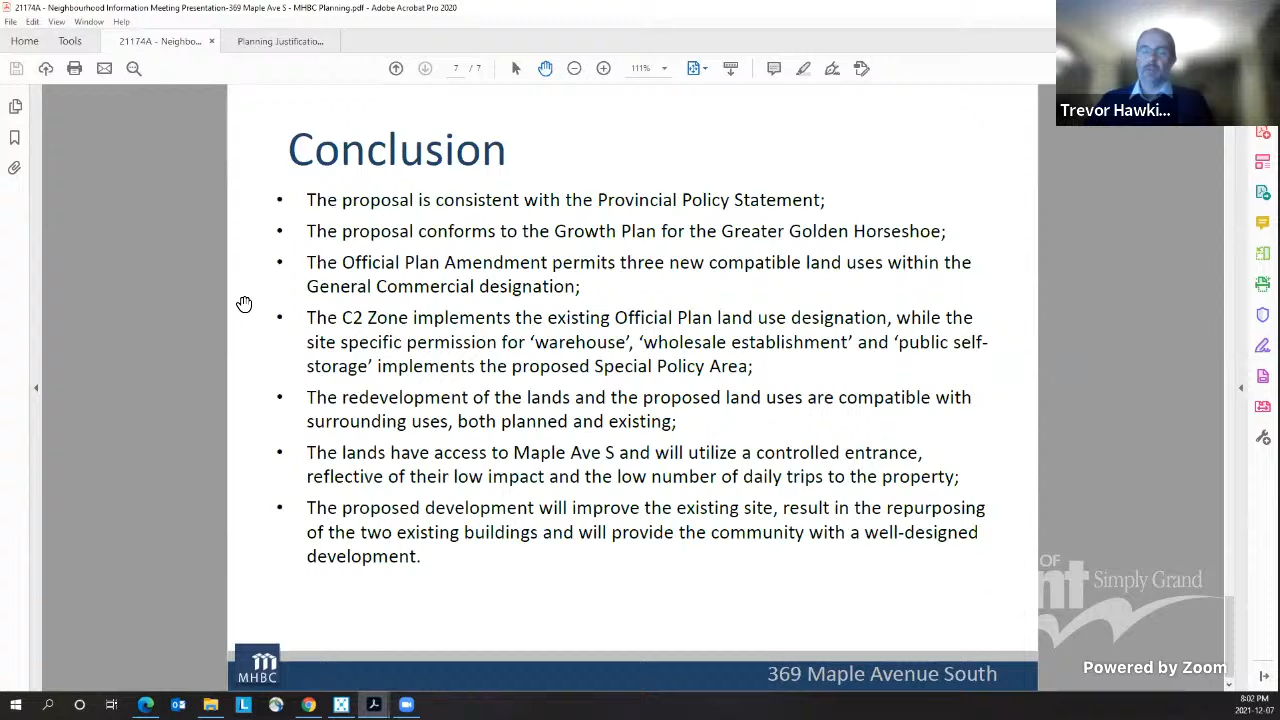 21174A - Neighbourhood Information Meeting Presentation-369 Maple Ave S - MHBC Planning.pdf - Adobe Acrobat Pro 2020
File Edit View Window Help
Home Tools 21174A - Neighbo... × Planning Justificatio...
7 / 7 111%
Trevor Hawki...
Conclusion
• The proposal is consistent with the Provincial Policy Statement;
• The proposal conforms to the Growth Plan for the Greater Golden Horseshoe;
• The Official Plan Amendment permits three new compatible land uses within the
General Commercial designation;
• The C2 Zone implements the existing Official Plan land use designation, while the
site specific permission for ‘warehouse’, ‘wholesale establishment’ and ‘public self-
storage’ implements the proposed Special Policy Area;
• The redevelopment of the lands and the proposed land uses are compatible with
surrounding uses, both planned and existing;
• The lands have access to Maple Ave S and will utilize a controlled entrance,
reflective of their low impact and the low number of daily trips to the property;
• The proposed development will improve the existing site, result in the repurposing
of the two existing buildings and will provide the community with a well-designed
development.
OF
nt Simply Grand
MHBC
369 Maple Avenue South
Powered by Zoom
8:02 PM
2021-12-07